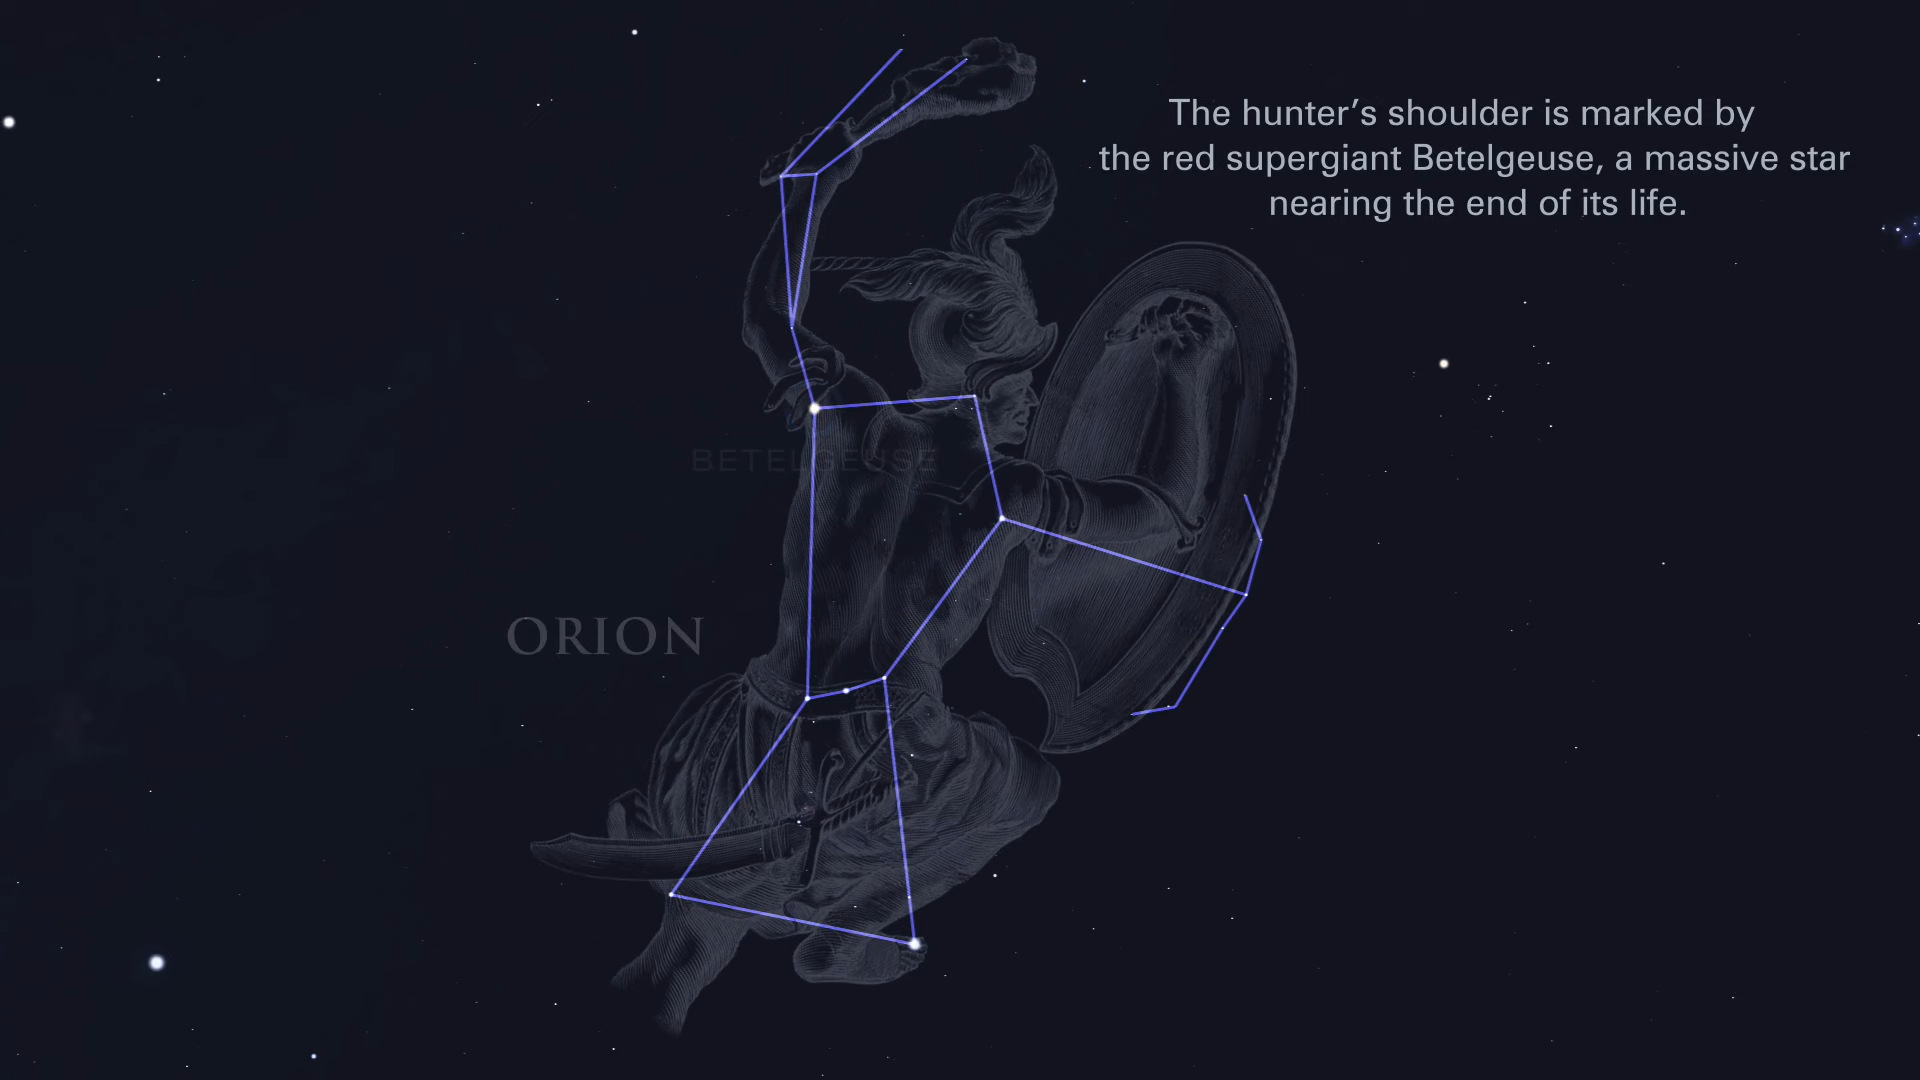 The hunter’s shoulder is marked by
the red supergiant Betelgeuse, a massive star
nearing the end of its life.
BETELGEUSE
ORION